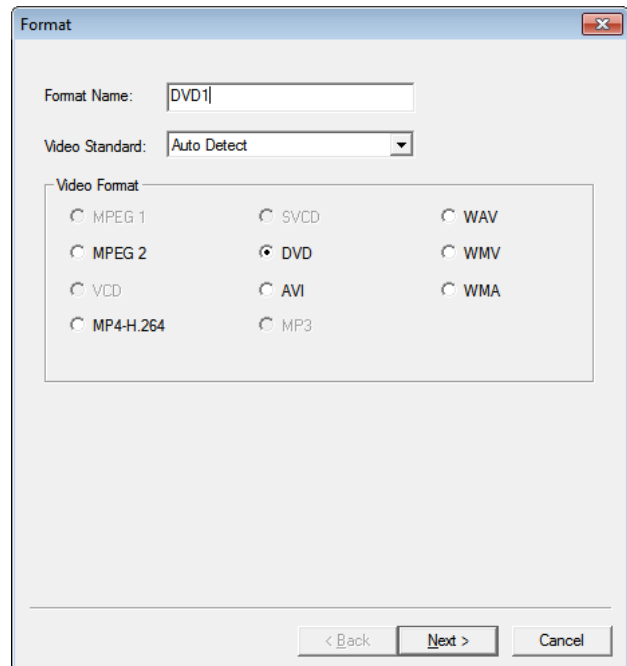 Format
Format Name: DVD1
Video Standard: Auto Detect
Video Format
MPEG 1 SVCD WAV
MPEG 2 DVD WMV
VCD AVI WMA
MP4-H.264 MP3
< Back Next > Cancel